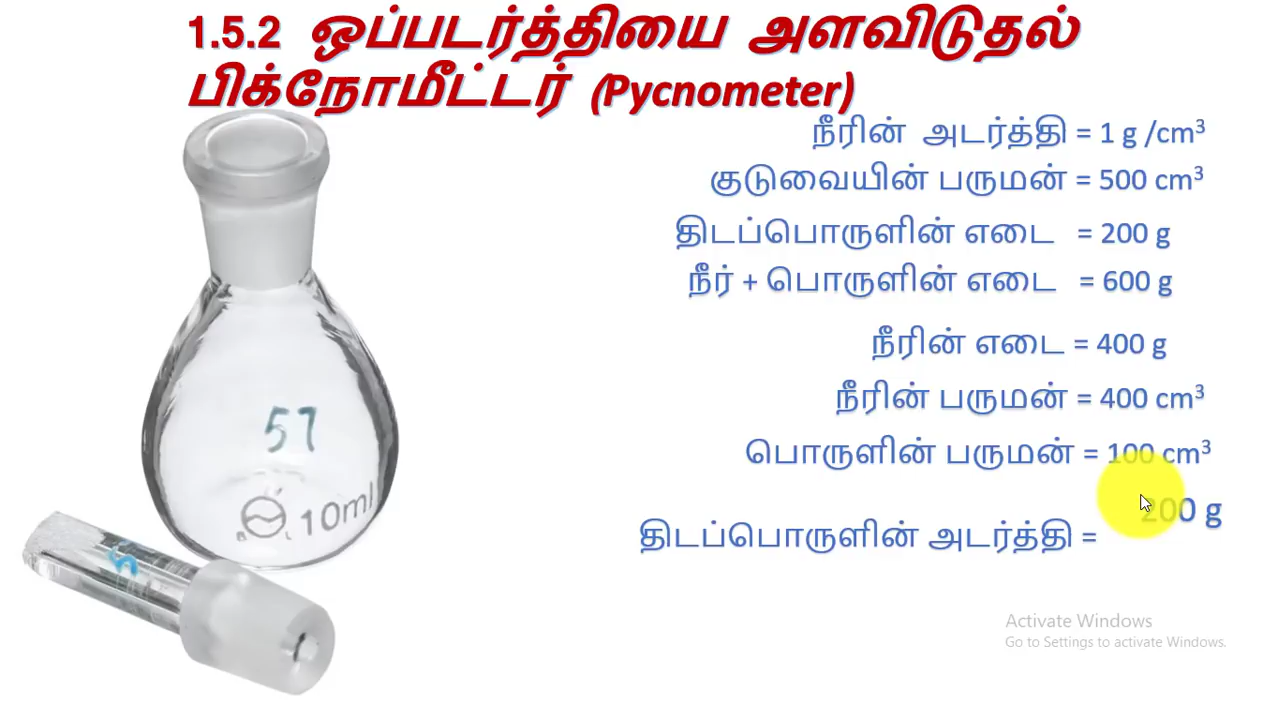 1.5.2 ஒப்படர்த்தியை அளவிடுதல்
பிக்நோமீட்டர் (Pycnometer)
நீரின் அடர்த்தி = 1 g /cm³
குடுவையின் பருமன் = 500 cm³
திடப்பொருளின் எடை = 200 g
நீர் + பொருளின் எடை = 600 g
நீரின் எடை = 400 g
நீரின் பருமன் = 400 cm³
பொருளின் பருமன் = 100 cm³
200 g
திடப்பொருளின் அடர்த்தி =
57
10ml
Activate Windows
Go to Settings to activate Windows.